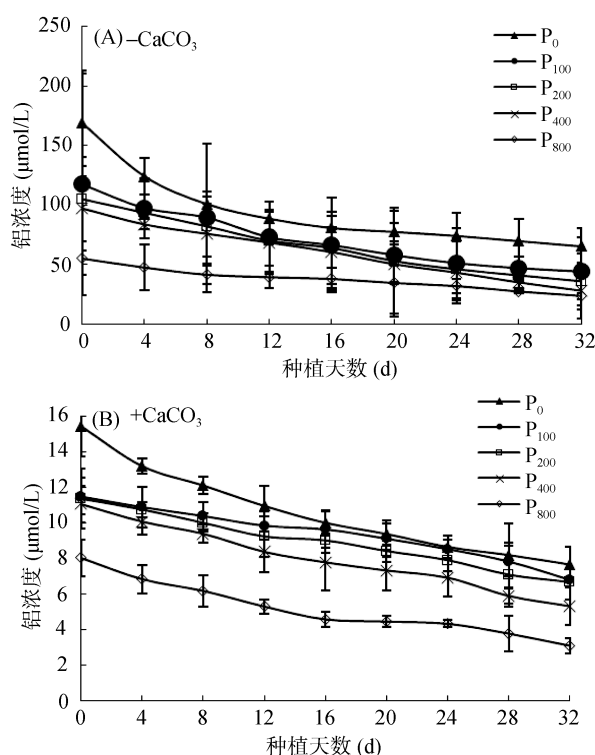 250
200
150
100
50
0
铝浓度 (μmol/L)
(A) –CaCO₃
P₀
P₁₀₀
P₂₀₀
P₄₀₀
P₈₀₀
0 4 8 12 16 20 24 28 32
种植天数 (d)
16
14
12
10
8
6
4
2
0
铝浓度 (μmol/L)
(B) +CaCO₃
P₀
P₁₀₀
P₂₀₀
P₄₀₀
P₈₀₀
0 4 8 12 16 20 24 28 32
种植天数 (d)